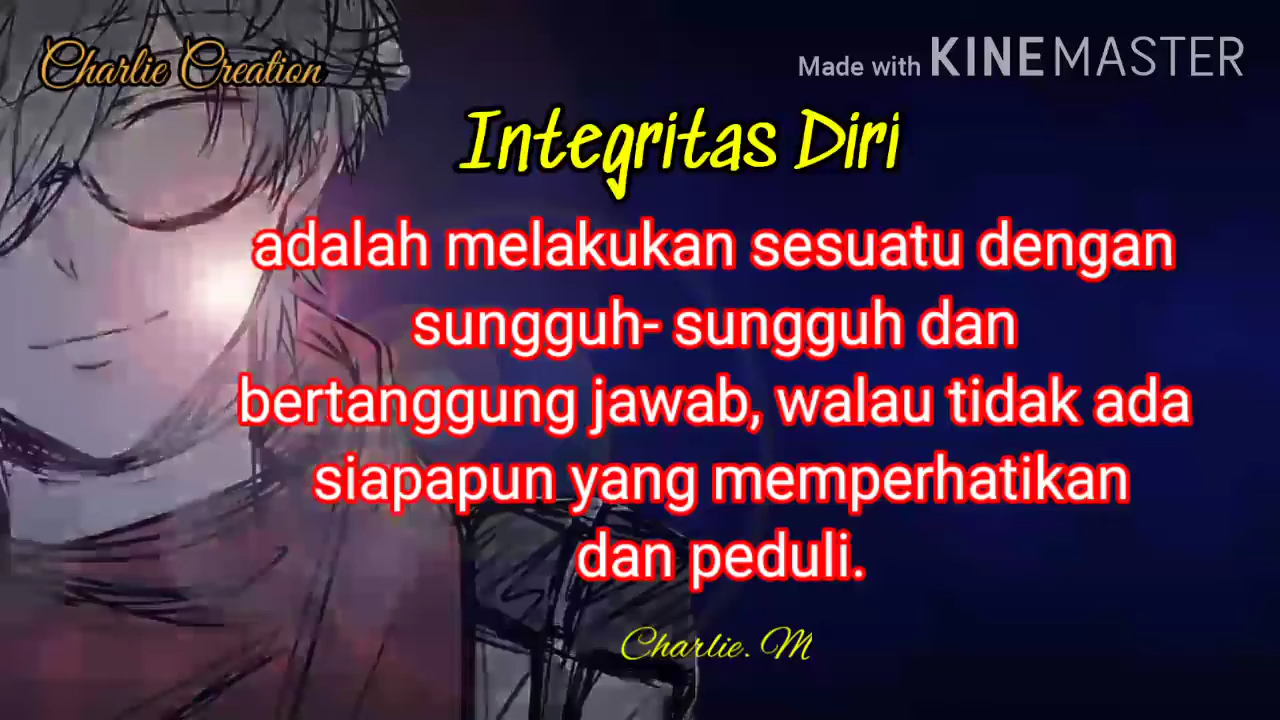 Charlie Creation
Made with KINEMASTER
Integritas Diri
adalah melakukan sesuatu dengan
sungguh- sungguh dan
bertanggung jawab, walau tidak ada
siapapun yang memperhatikan
dan peduli.
Charlie. M